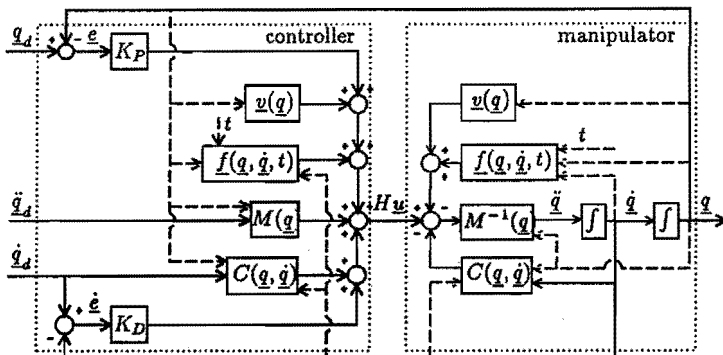 controller manipulator
q_d + - e K_P
v(q) + + v(q)
t t
f(q, q̇, t) + + + f(q, q̇, t)
+ + + -
q̈_d M(q + + Hu + - M⁻¹(q q̈ ∫ q̇ ∫ q
q̇_d C(q, q̇) + + C(q, q̇)
+ - ė K_D +